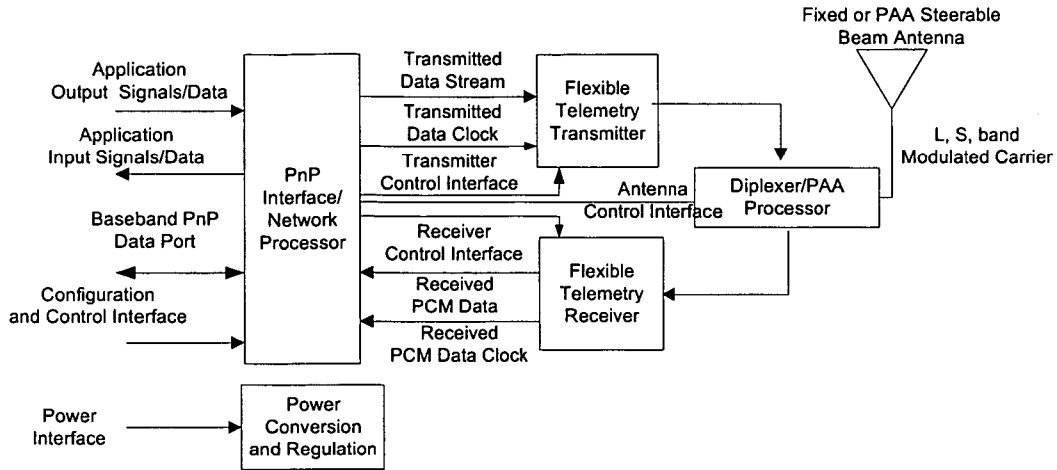 Fixed or PAA Steerable
Beam Antenna
Application
Output Signals/Data
Application
Input Signals/Data
Baseband PnP
Data Port
Configuration
and Control Interface
Power
Interface
PnP
Interface/
Network
Processor
Power
Conversion
and Regulation
Transmitted
Data Stream
Transmitted
Data Clock
Transmitter
Control Interface
Antenna
Control Interface
Receiver
Control Interface
Received
PCM Data
Received
PCM Data Clock
Flexible
Telemetry
Transmitter
Flexible
Telemetry
Receiver
Diplexer/PAA
Processor
L, S, band
Modulated Carrier